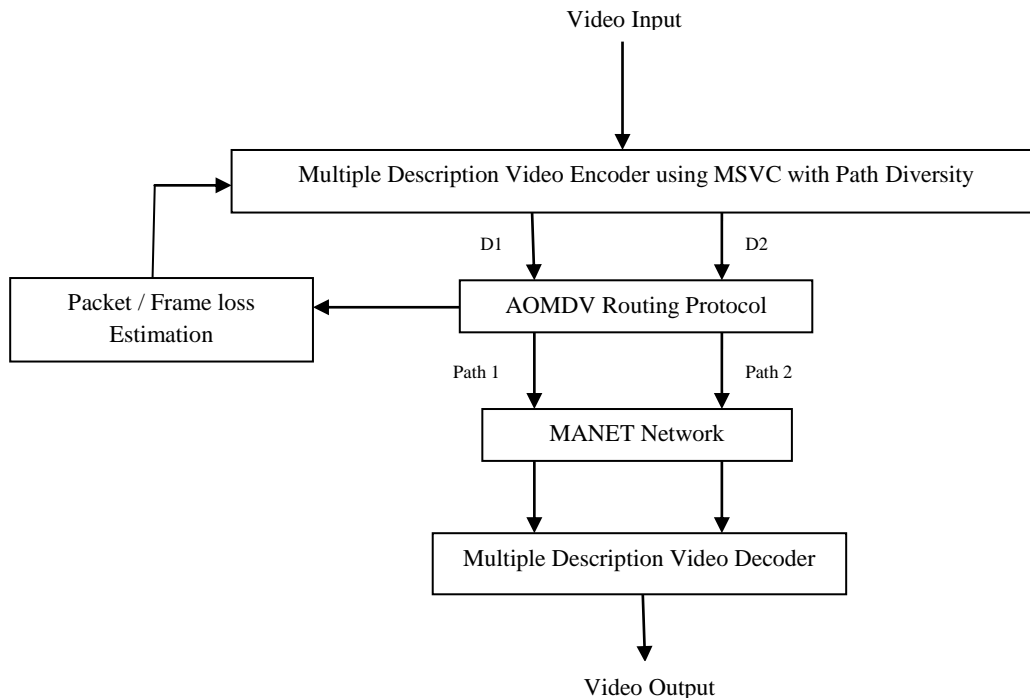 Video Input
Multiple Description Video Encoder using MSVC with Path Diversity
D1
D2
Packet / Frame loss
Estimation
AOMDV Routing Protocol
Path 1
Path 2
MANET Network
Multiple Description Video Decoder
Video Output